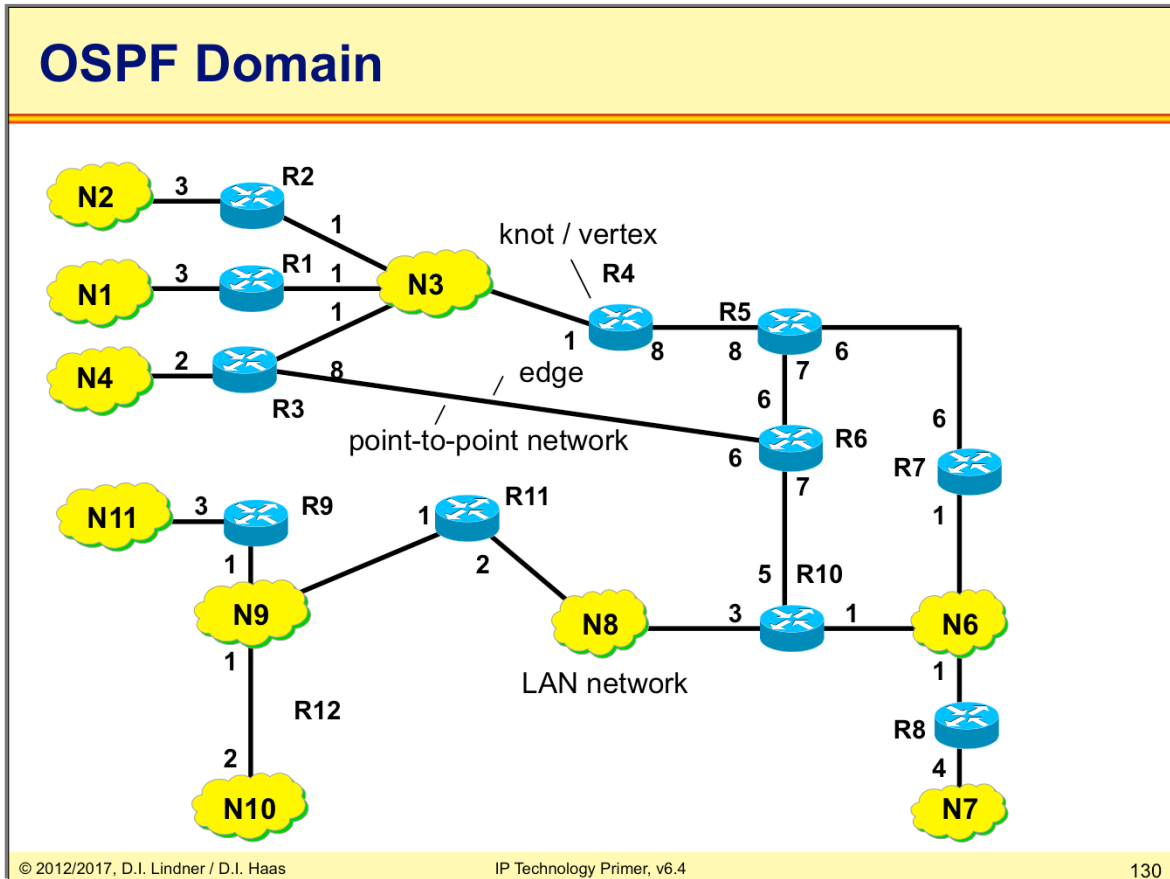 OSPF Domain
N2 3 R2
1
knot / vertex
N1 3 R1 1 N3 R4
1
1 8 R5 8 6
7
N4 2 8 edge
R3
6
point-to-point network 6 R6
7
6
R7
1
N11 3 R9
1 R11
2
1
N9
5 R10
N8 3 1 N6
1
LAN network
1
R12
R8
2
4
N10
N7
© 2012/2017, D.I. Lindner / D.I. Haas IP Technology Primer, v6.4 130